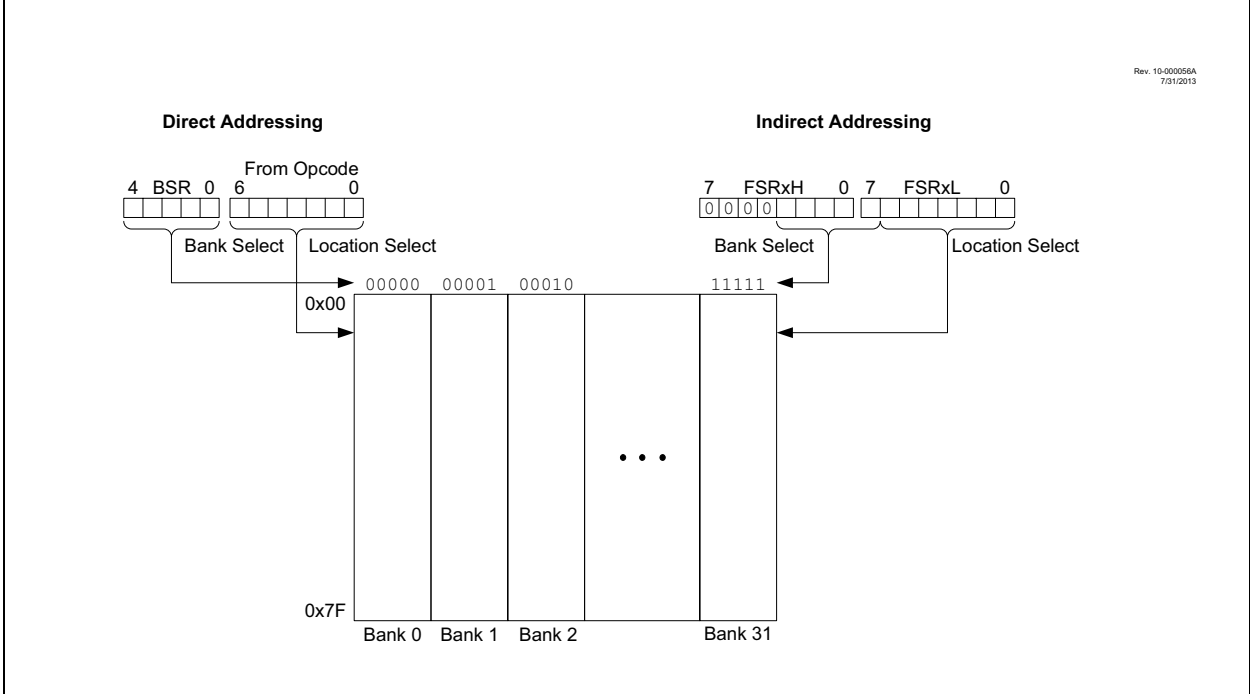 Rev. 10-000056A
7/31/2013
Direct Addressing
Indirect Addressing
From Opcode
4 BSR 0 6 0
7 FSRxH 0 7 FSRxL 0
0 0 0 0
Bank Select Location Select
Bank Select Location Select
00000 00001 00010 11111
0x00
• • •
0x7F
Bank 0 Bank 1 Bank 2 Bank 31